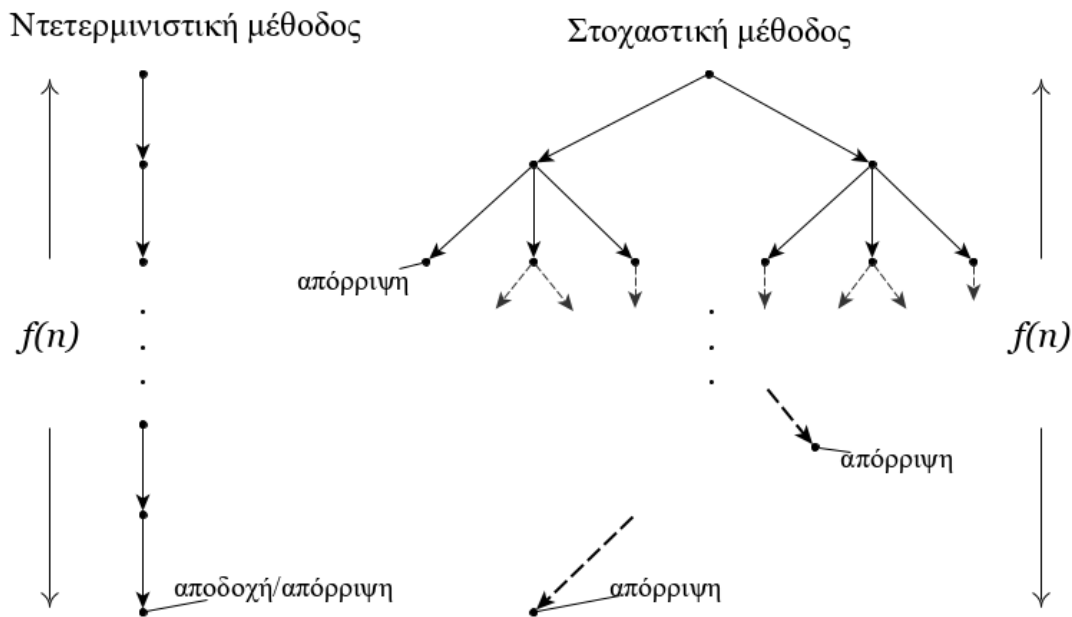 Ντετερμινιστική μέθοδος
Στοχαστική μέθοδος
απόρριψη
f(n)
f(n)
απόρριψη
αποδοχή/απόρριψη
απόρριψη